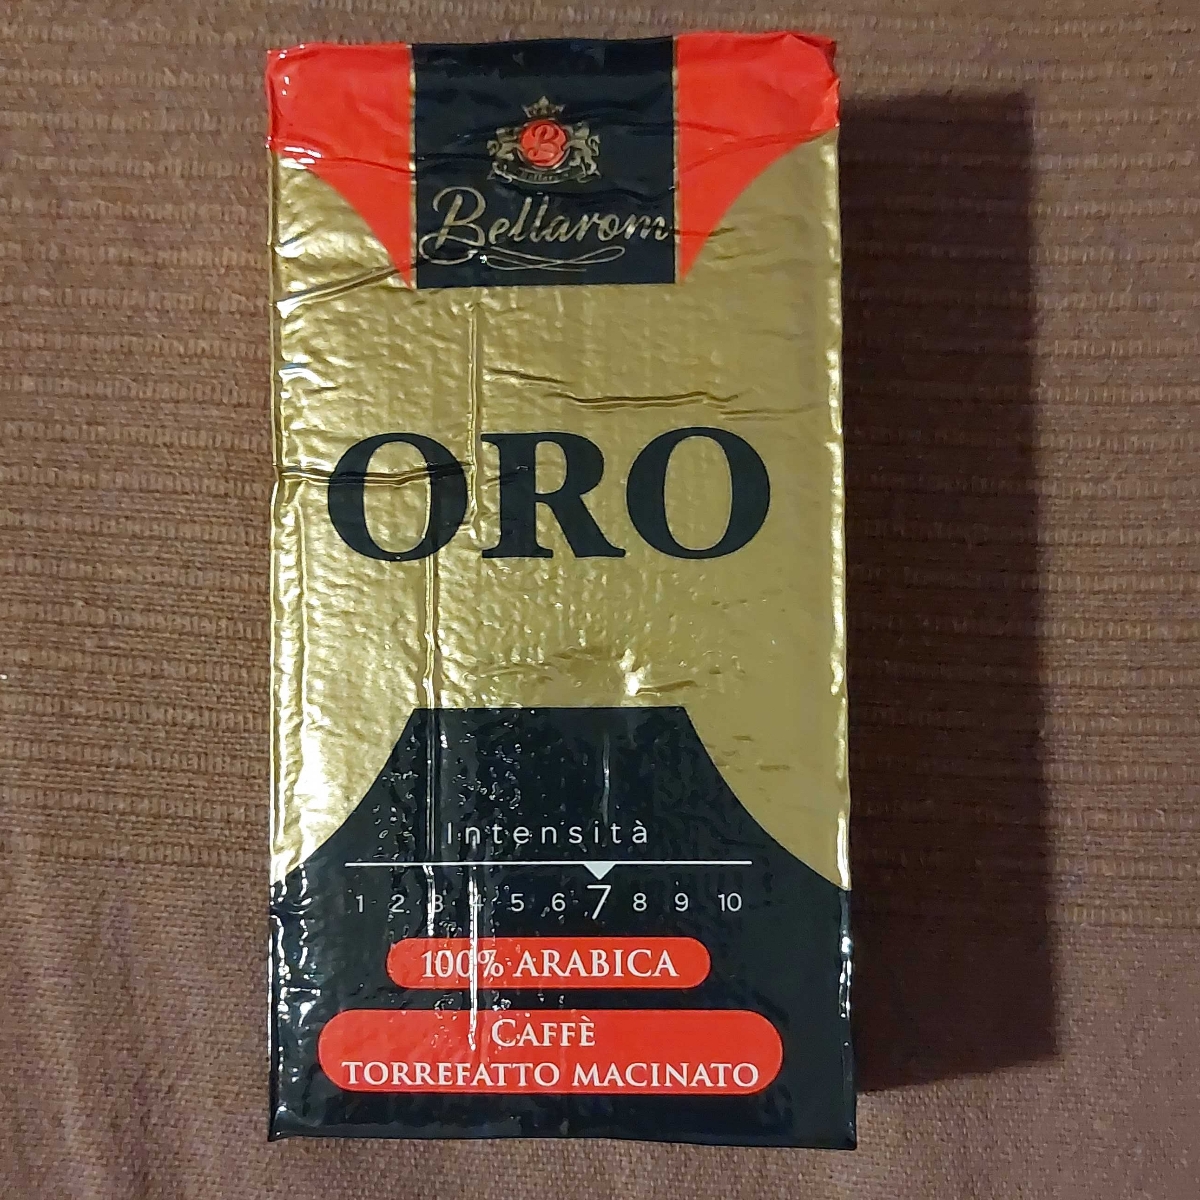 B
Bellarom
ORO
Intensità
1 2 3 4 5 6 7 8 9 10
100% ARABICA
CAFFÈ
TORREFATTO MACINATO